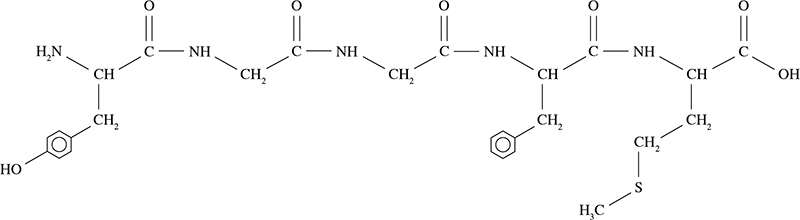 O O O O O
H₂N CH C NH CH₂ C NH CH₂ C NH CH C NH CH C OH
CH₂ CH₂ CH₂
HO CH₂
S
H₃C